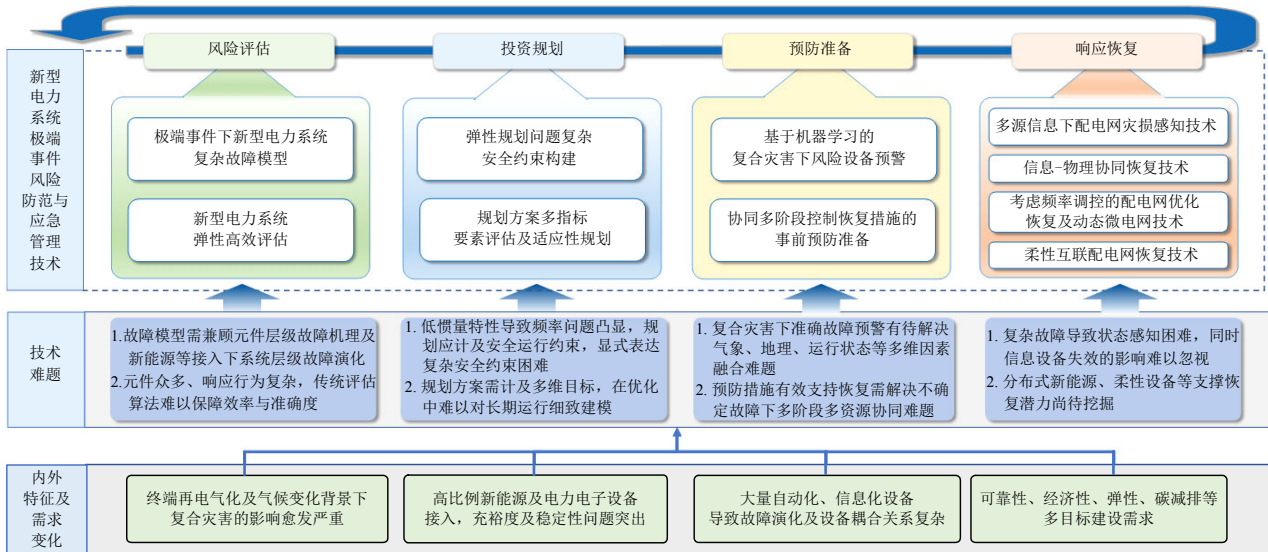 风险评估
投资规划
预防准备
响应恢复
新型
电力
系统
极端
事件
风险
防范与
应急
管理
技术
极端事件下新型电力系统
复杂故障模型
新型电力系统
弹性高效评估
弹性规划问题复杂
安全约束构建
规划方案多指标
要素评估及适应性规划
基于机器学习的
复合灾害下风险设备预警
协同多阶段控制恢复措施的
事前预防准备
多源信息下配电网灾损感知技术
信息-物理协同恢复技术
考虑频率调控的配电网优化
恢复及动态微电网技术
柔性互联配电网恢复技术
技术
难题
1.故障模型需兼顾元件层级故障机理及
新能源等接入下系统层级故障演化
2.元件众多、响应行为复杂，传统评估
算法难以保障效率与准确度
1. 低惯量特性导致频率问题凸显，规
划应计及安全运行约束，显式表达
复杂安全约束困难
2. 规划方案需计及多维目标，在优化
中难以对长期运行细致建模
1. 复合灾害下准确故障预警有待解决
气象、地理、运行状态等多维因素
融合难题
2. 预防措施有效支持恢复需解决不确
定故障下多阶段多资源协同难题
1. 复杂故障导致状态感知困难，同时
信息设备失效的影响难以忽视
2. 分布式新能源、柔性设备等支撑恢
复潜力尚待挖掘
内外
特征及
需求
变化
终端再电气化及气候变化背景下
复合灾害的影响愈发严重
高比例新能源及电力电子设备
接入，充裕度及稳定性问题突出
大量自动化、信息化设备
导致故障演化及设备耦合关系复杂
可靠性、经济性、弹性、碳减排等
多目标建设需求